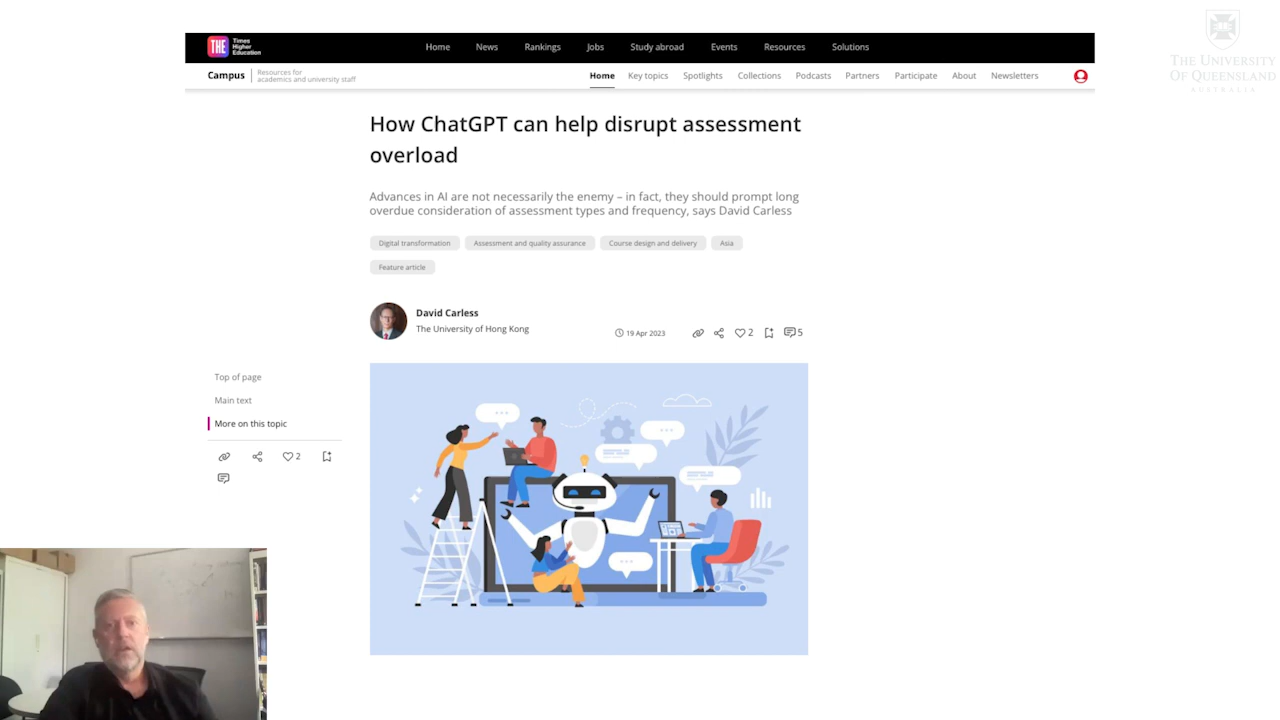 THE
Times
Higher
Education
Home News Rankings Jobs Study abroad Events Resources Solutions
Campus
Resources for
academics and university staff
Home Key topics Spotlights Collections Podcasts Partners Participate About Newsletters
THE UNIVERSITY
OF QUEENSLAND
AUSTRALIA
How ChatGPT can help disrupt assessment
overload
Advances in AI are not necessarily the enemy – in fact, they should prompt long
overdue consideration of assessment types and frequency, says David Carless
Digital transformation Assessment and quality assurance Course design and delivery Asia
Feature article
David Carless
The University of Hong Kong
19 Apr 2023 2 5
Top of page
Main text
More on this topic
2